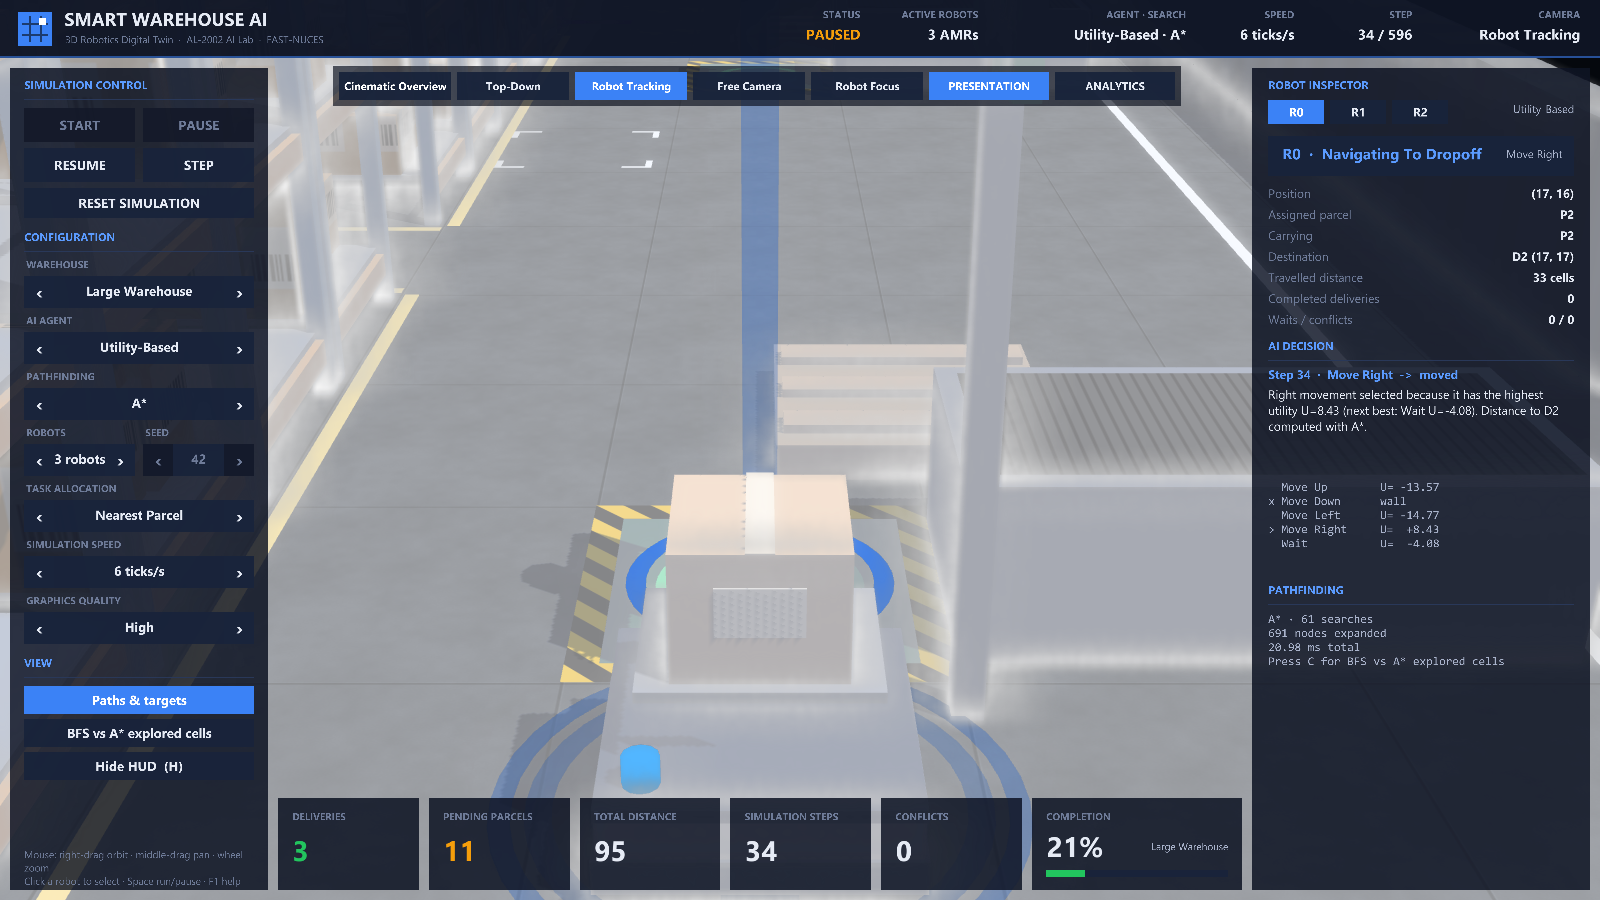 SMART WAREHOUSE AI
3D Robotics Digital Twin · AL-2002 AI Lab · FAST-NUCES
STATUS
PAUSED
ACTIVE ROBOTS
3 AMRs
AGENT · SEARCH
Utility-Based · A*
SPEED
6 ticks/s
STEP
34 / 596
CAMERA
Robot Tracking
Cinematic Overview
Top-Down
Robot Tracking
Free Camera
Robot Focus
PRESENTATION
ANALYTICS
SIMULATION CONTROL
START
PAUSE
RESUME
STEP
RESET SIMULATION
CONFIGURATION
WAREHOUSE
‹ Large Warehouse ›
AI AGENT
‹ Utility-Based ›
PATHFINDING
‹ A* ›
ROBOTS
‹ 3 robots ›
SEED
‹ 42 ›
TASK ALLOCATION
‹ Nearest Parcel ›
SIMULATION SPEED
‹ 6 ticks/s ›
GRAPHICS QUALITY
‹ High ›
VIEW
Paths & targets
BFS vs A* explored cells
Hide HUD (H)
Mouse: right-drag orbit · middle-drag pan · wheel
zoom
Click a robot to select · Space run/pause · F1 help
DELIVERIES
3
PENDING PARCELS
11
TOTAL DISTANCE
95
SIMULATION STEPS
34
CONFLICTS
0
COMPLETION
21%
Large Warehouse
ROBOT INSPECTOR
R0 R1 R2 Utility Based
R0 · Navigating To Dropoff Move Right
Position (17, 16)
Assigned parcel P2
Carrying P2
Destination D2 (17, 17)
Travelled distance 33 cells
Completed deliveries 0
Waits / conflicts 0 / 0
AI DECISION
Step 34 · Move Right -> moved
Right movement selected because it has the highest
utility U=8.43 (next best: Wait U=-4.08). Distance to D2
computed with A*.
Move Up U= -13.57
x Move Down wall
Move Left U= -14.77
> Move Right U= +8.43
Wait U= -4.08
PATHFINDING
A* · 61 searches
691 nodes expanded
20.98 ms total
Press C for BFS vs A* explored cells